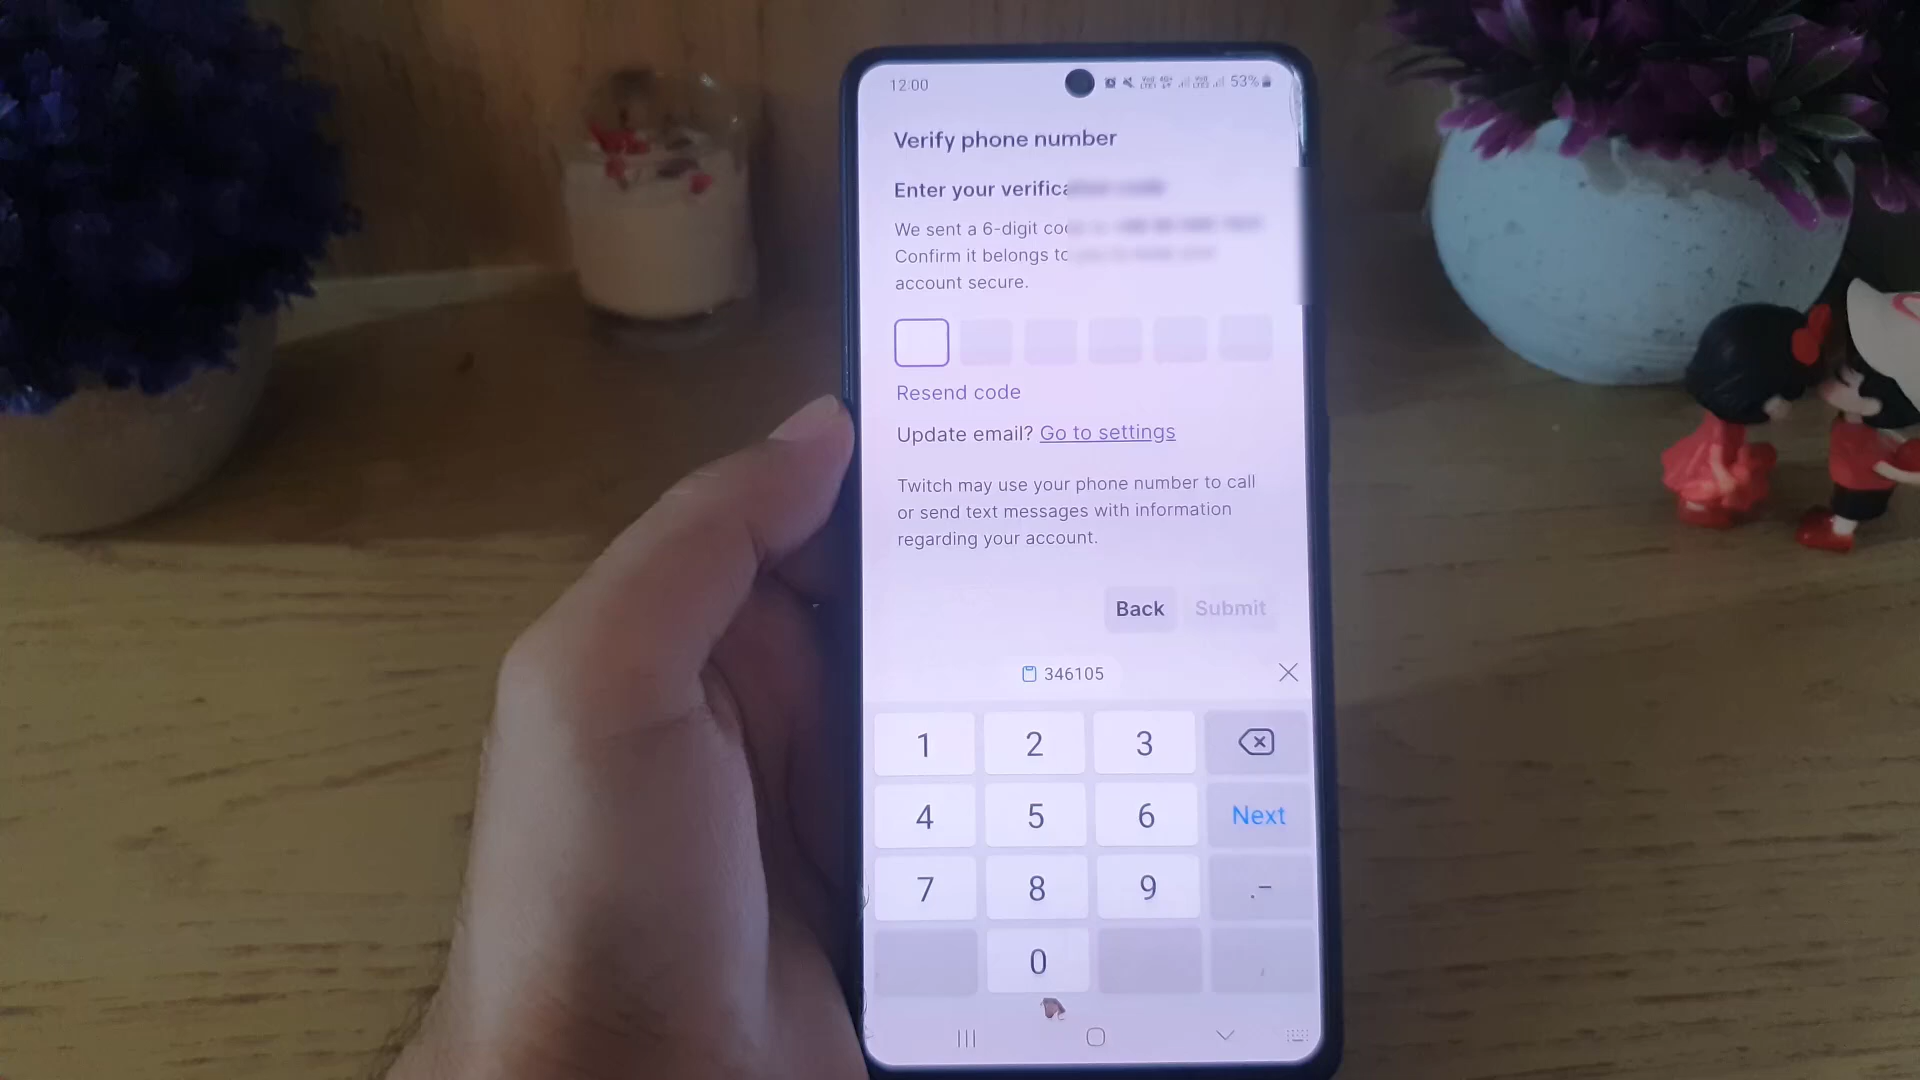 12:00 53%
Verify phone number
Enter your verifica
We sent a 6-digit co
Confirm it belongs to
account secure.
Resend code
Update email? Go to settings
Twitch may use your phone number to call
or send text messages with information
regarding your account.
Back Submit
346105
1 2 3
4 5 6 Next
7 8 9 .-
0